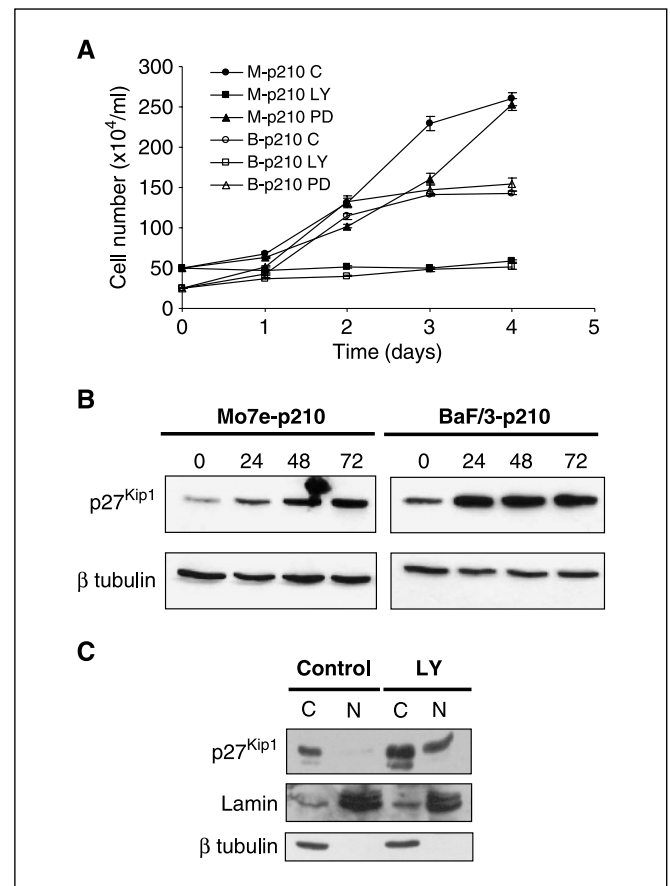 A
300
250
200
150
100
50
0
Cell number (x10⁴/ml)
M-p210 C
M-p210 LY
M-p210 PD
B-p210 C
B-p210 LY
B-p210 PD
0 1 2 3 4 5
Time (days)
B
Mo7e-p210 BaF/3-p210
0 24 48 72 0 24 48 72
p27ᴷⁱᵖ¹
β tubulin
C
Control LY
C N C N
p27ᴷⁱᵖ¹
Lamin
β tubulin